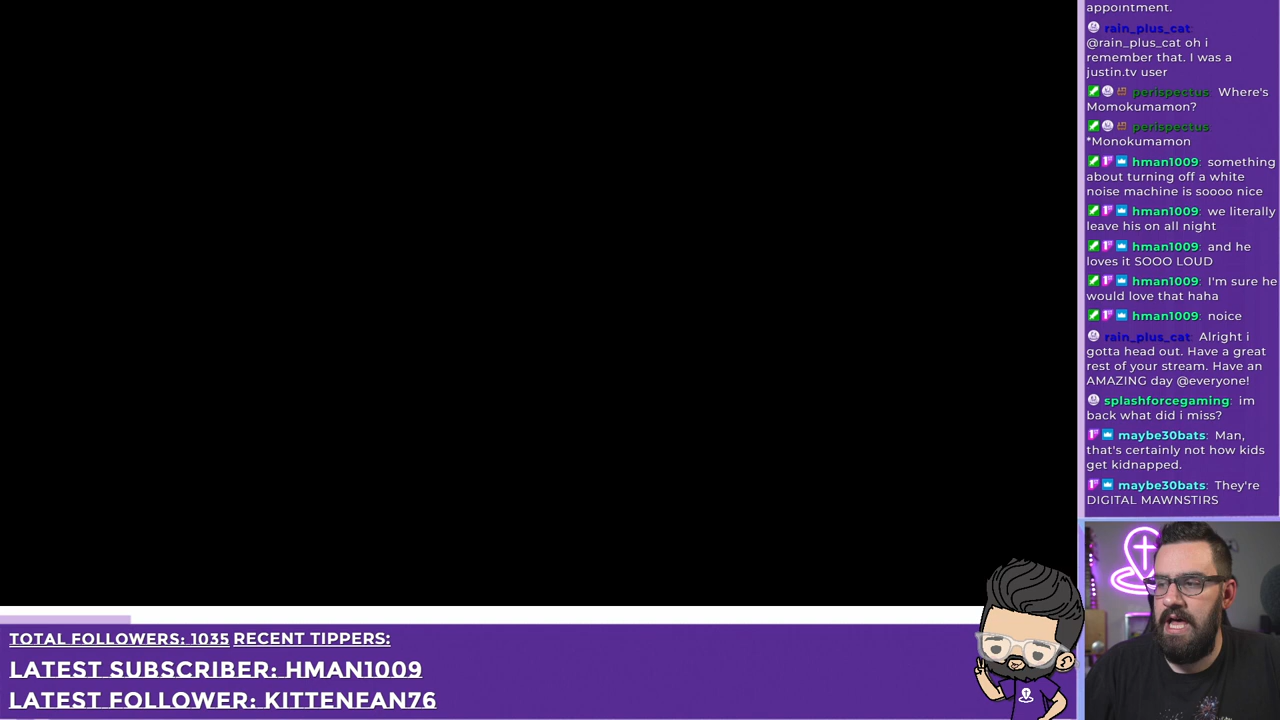 appointment.
rain_plus_cat:
@rain_plus_cat oh i
remember that. I was a
justin.tv user
perispectus: Where's
Momokumamon?
perispectus:
*Monokumamon
hman1009: something
about turning off a white
noise machine is soooo nice
hman1009: we literally
leave his on all night
hman1009: and he
loves it SOOO LOUD
hman1009: I'm sure he
would love that haha
hman1009: noice
rain_plus_cat: Alright i
gotta head out. Have a great
rest of your stream. Have an
AMAZING day @everyone!
splashforcegaming: im
back what did i miss?
maybe30bats: Man,
that's certainly not how kids
get kidnapped.
maybe30bats: They're
DIGITAL MAWNSTIRS
TOTAL FOLLOWERS: 1035 RECENT TIPPERS:
LATEST SUBSCRIBER: HMAN1009
LATEST FOLLOWER: KITTENFAN76